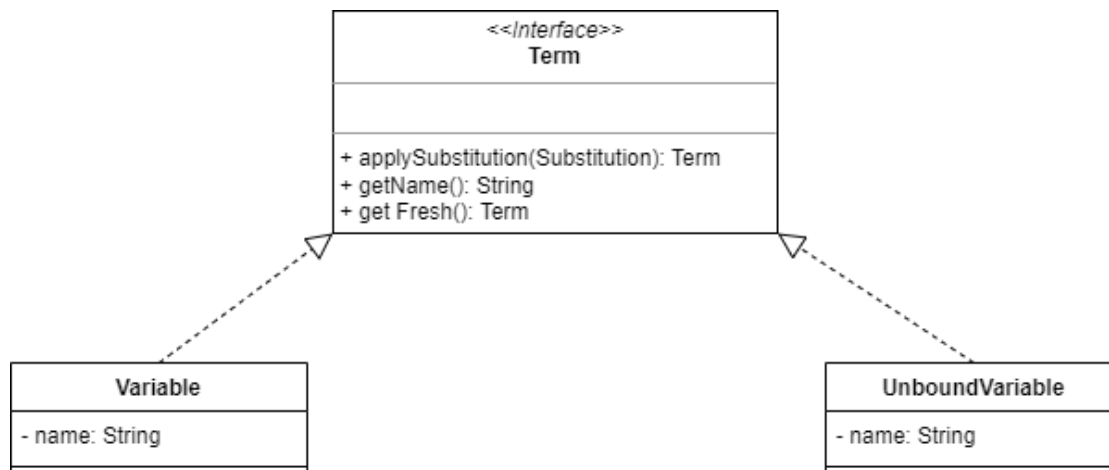 <<Interface>>
Term
+ applySubstitution(Substitution): Term
+ getName(): String
+ get Fresh(): Term
Variable
- name: String
UnboundVariable
- name: String